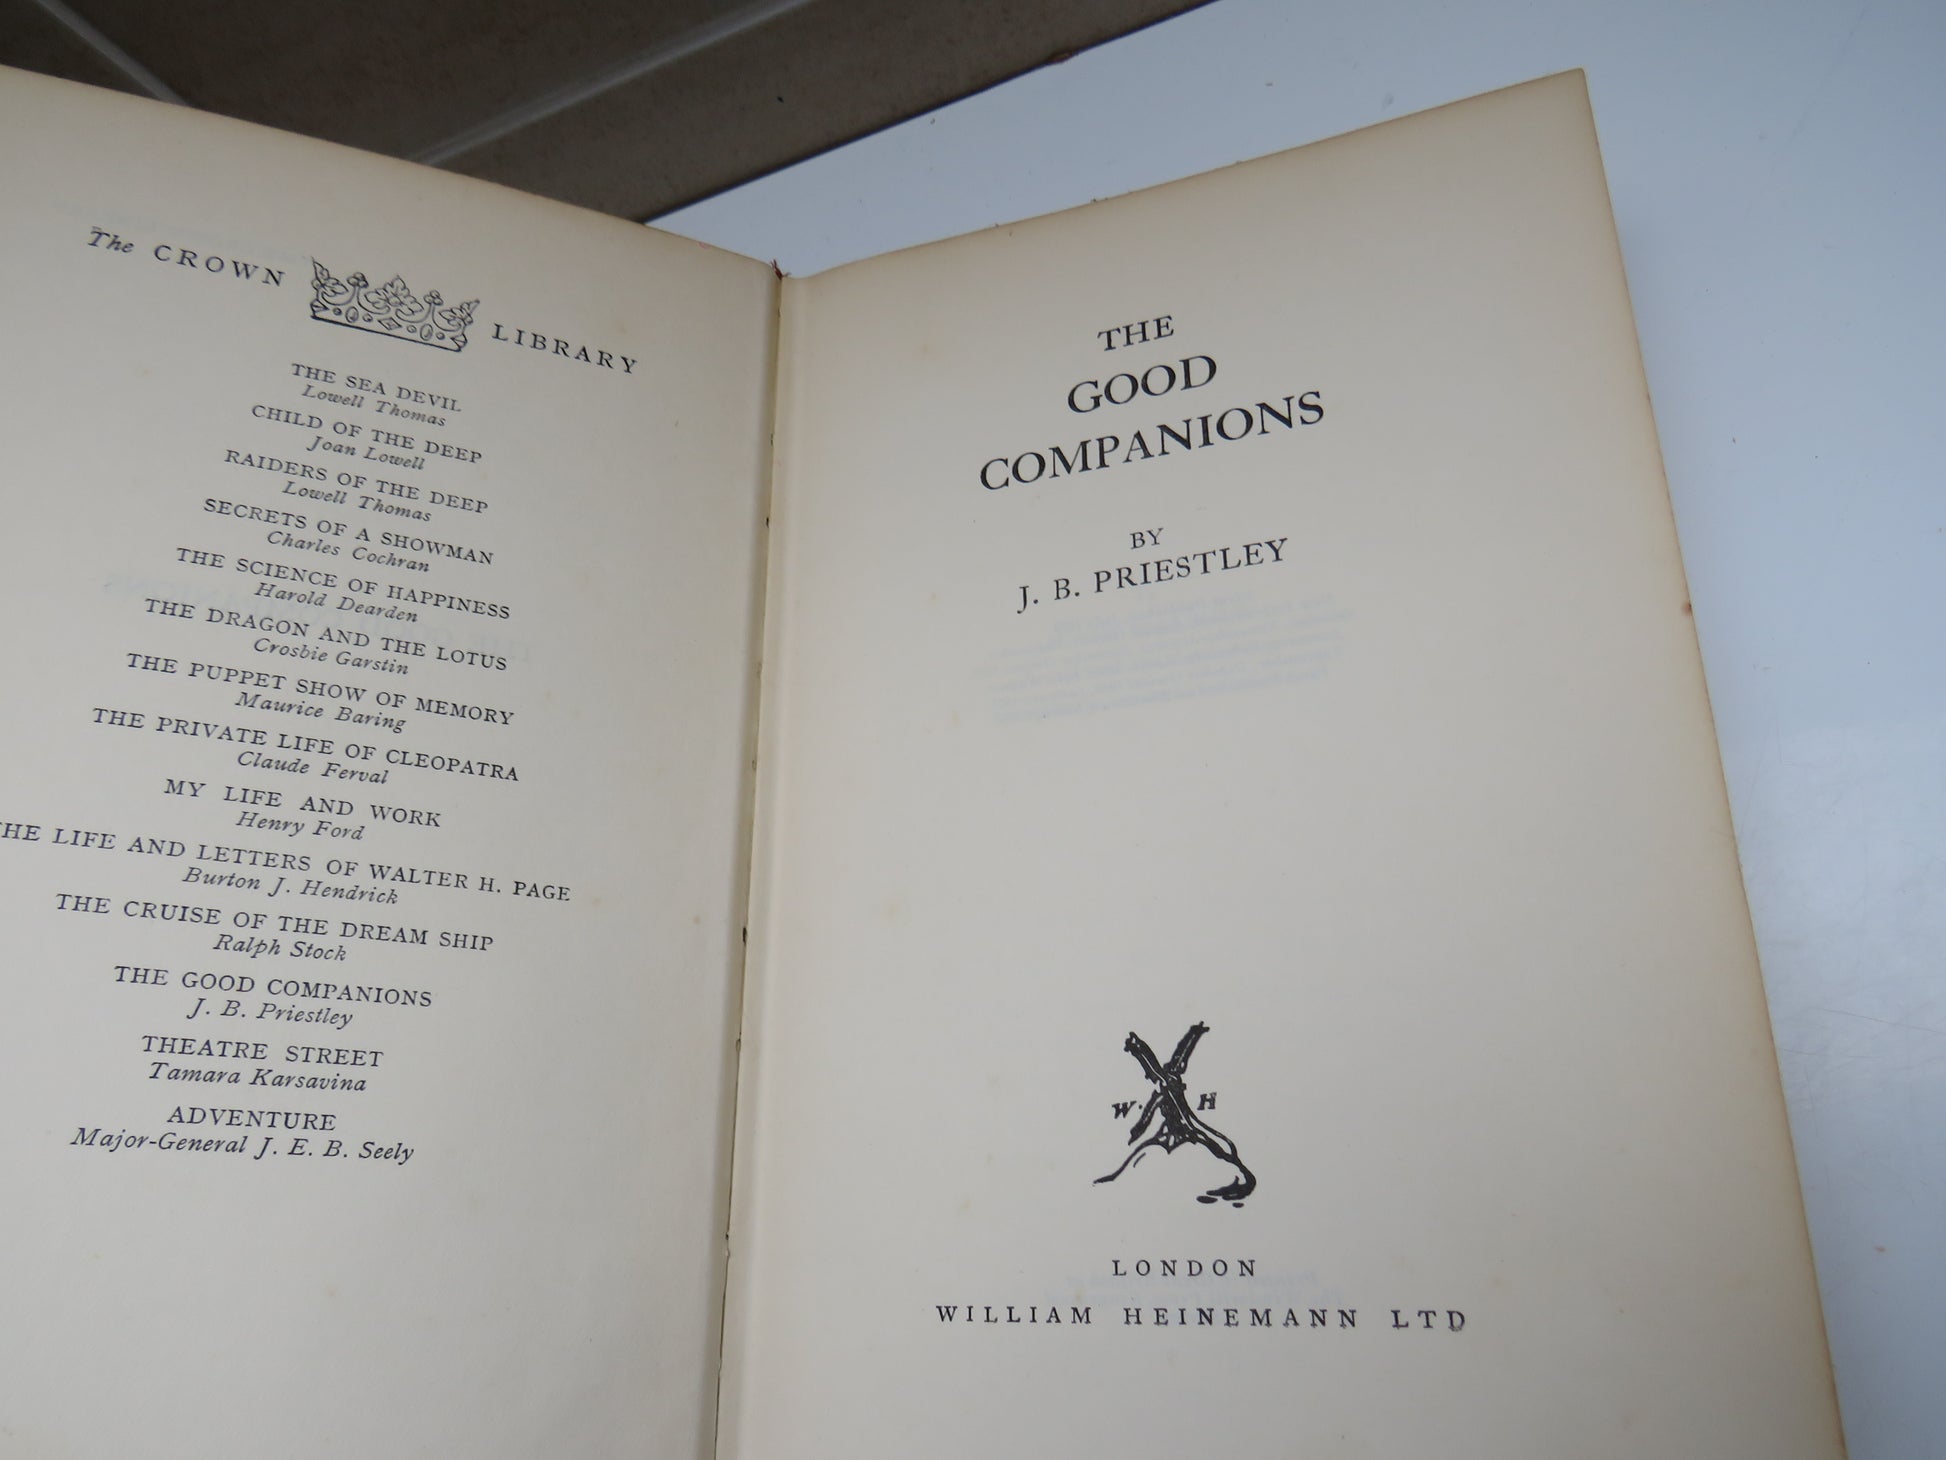 The CROWN LIBRARY
THE SEA DEVIL
Lowell Thomas
CHILD OF THE DEEP
Joan Lowell
RAIDERS OF THE DEEP
Lowell Thomas
SECRETS OF A SHOWMAN
Charles Cochran
THE SCIENCE OF HAPPINESS
Harold Dearden
THE DRAGON AND THE LOTUS
Crosbie Garstin
THE PUPPET SHOW OF MEMORY
Maurice Baring
THE PRIVATE LIFE OF CLEOPATRA
Claude Ferval
MY LIFE AND WORK
Henry Ford
THE LIFE AND LETTERS OF WALTER H. PAGE
Burton J. Hendrick
THE CRUISE OF THE DREAM SHIP
Ralph Stock
THE GOOD COMPANIONS
J. B. Priestley
THEATRE STREET
Tamara Karsavina
ADVENTURE
Major-General J. E. B. Seely
THE
GOOD
COMPANIONS
BY
J. B. PRIESTLEY
W · H
LONDON
WILLIAM HEINEMANN LTD